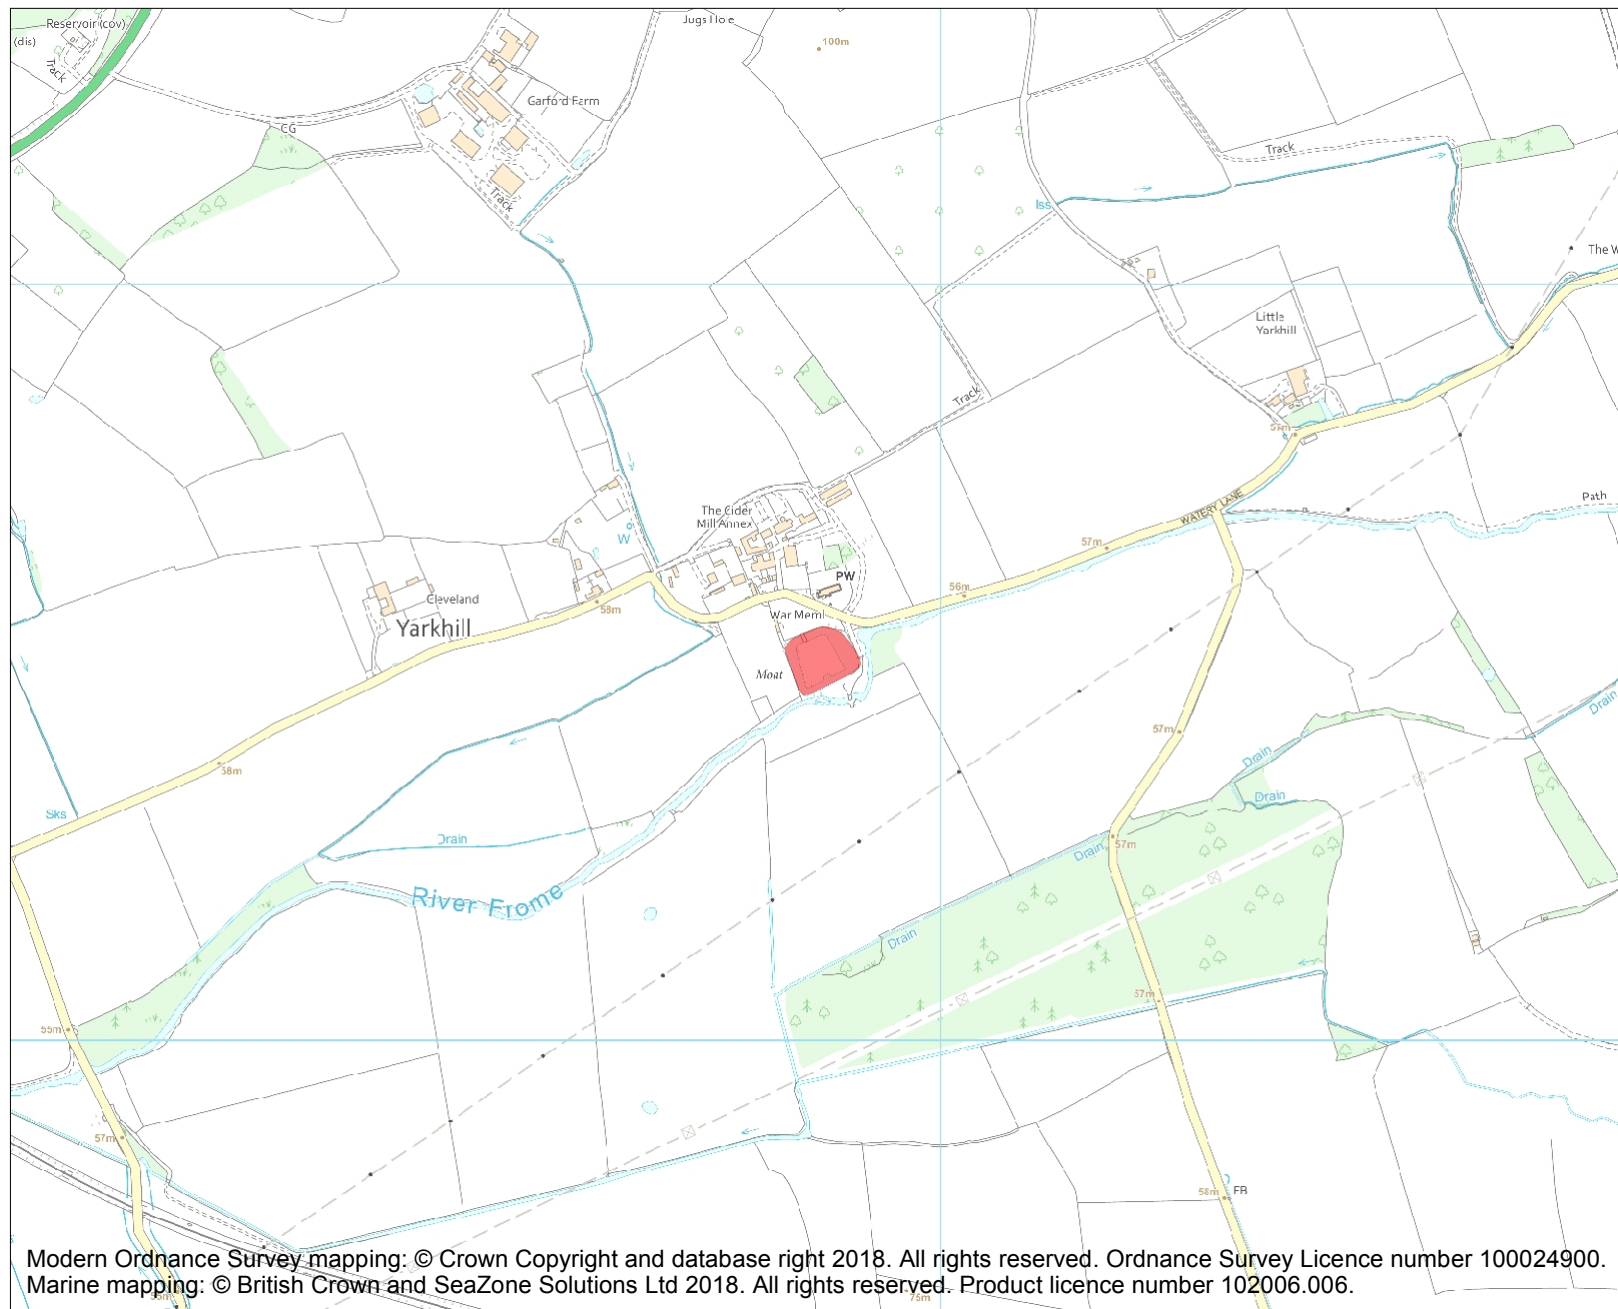 Reservoir (cov)
(dis)
Track
100m
Garford Farm
CG
Track
Track
Iss
Little
Yarkhill
Track
57m
WATERY LANE
Path
The Cider
Mill Annex
W
57m
PW
56m
Cleveland
58m
War Meml
Yarkhill
Moat
57m
Drain
58m
Drain
Drain
Sks
Drain
57m
Drain
River Frome
Drain
57m
55m
57m
58m
FB
Modern Ordnance Survey mapping: © Crown Copyright and database right 2018. All rights reserved. Ordnance Survey Licence number 100024900.
Marine mapping: © British Crown and SeaZone Solutions Ltd 2018. All rights reserved. Product licence number 102006.006.
75m